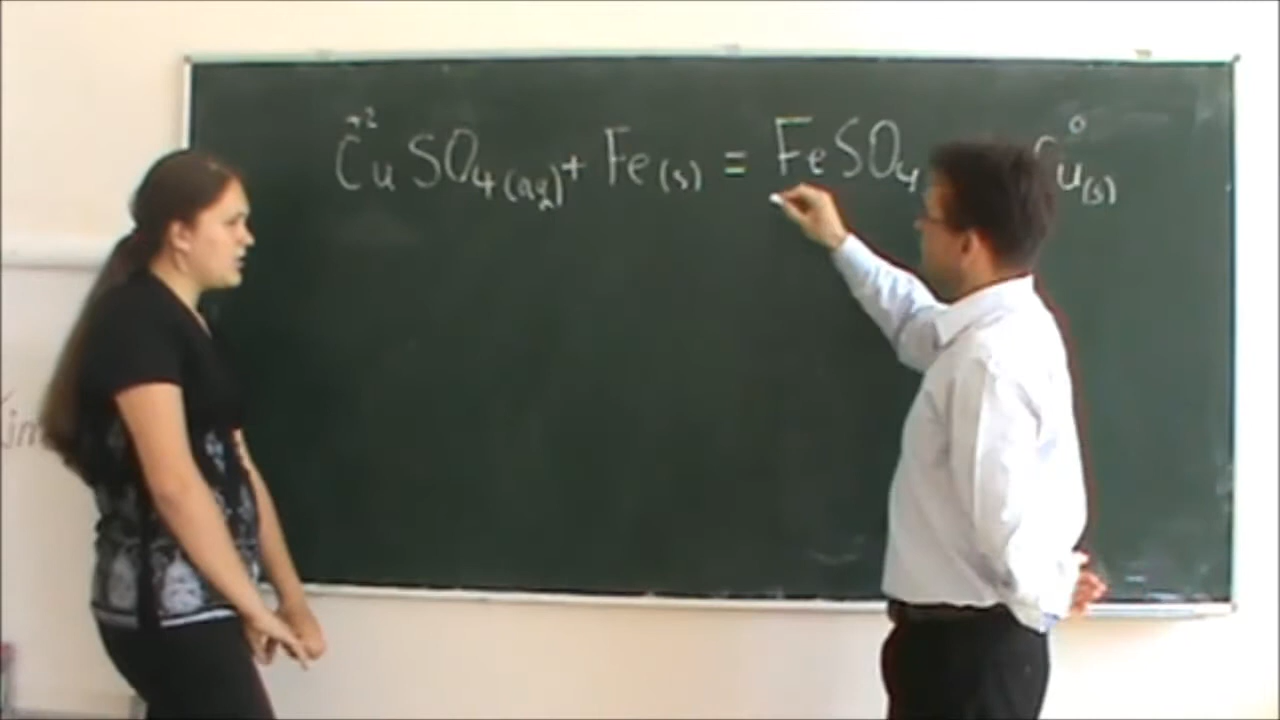 +2 0
CuSO4(aq) + Fe(s) = FeSO4 Cu(s)